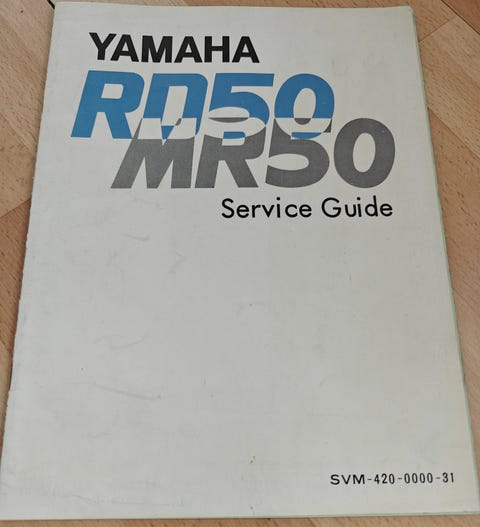 YAMAHA
RD50
MR50
Service Guide
SVM-420-0000-31